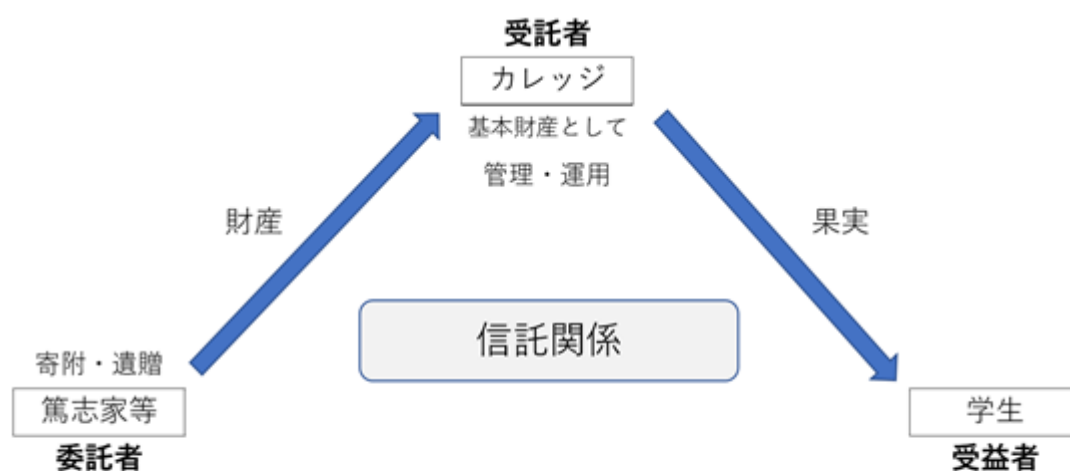 受託者
カレッジ
基本財産として
管理・運用
財産
果実
信託関係
寄附・遺贈
篤志家等
委託者
学生
受益者